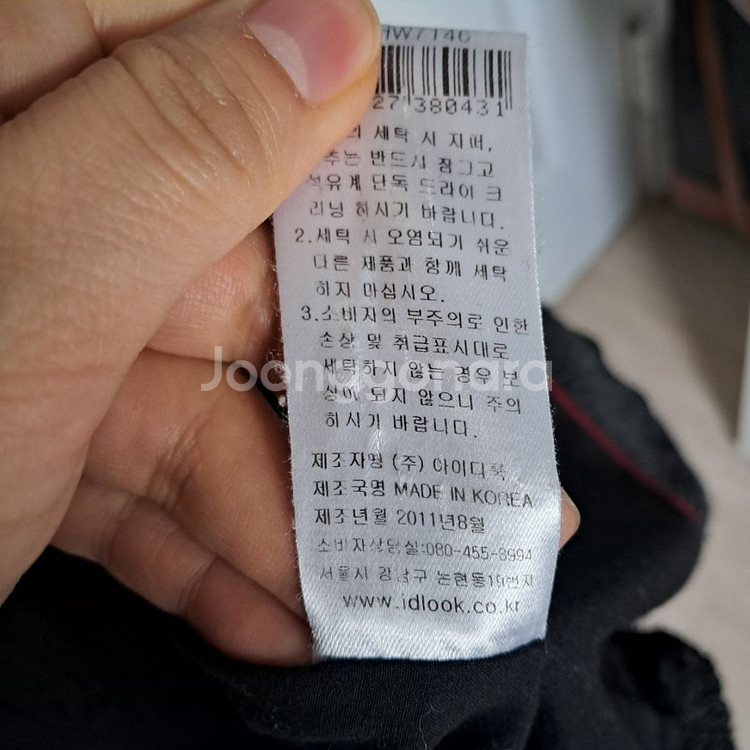 HW7146
27 380431
세탁 시 지퍼,
추는 반드시 잠그고
석유계 단독 드라이 크
리닝 하시기 바랍니다.
2.세탁 시 오염되기 쉬운
다른 제품과 함께 세탁
하지 마십시오.
3.소비자의 부주의로 인한
손상 및 취급표시대로
세탁하지 않는 경우 보
상이 되지 않으니 주의
하시기 바랍니다.
Joongonara
제조자명 (주) 아이디룩
제조국명 MADE IN KOREA
제조년월 2011년8월
소비자상담실:080-455-8994
서울시 강남구 논현동19번지
www.idlook.co.kr